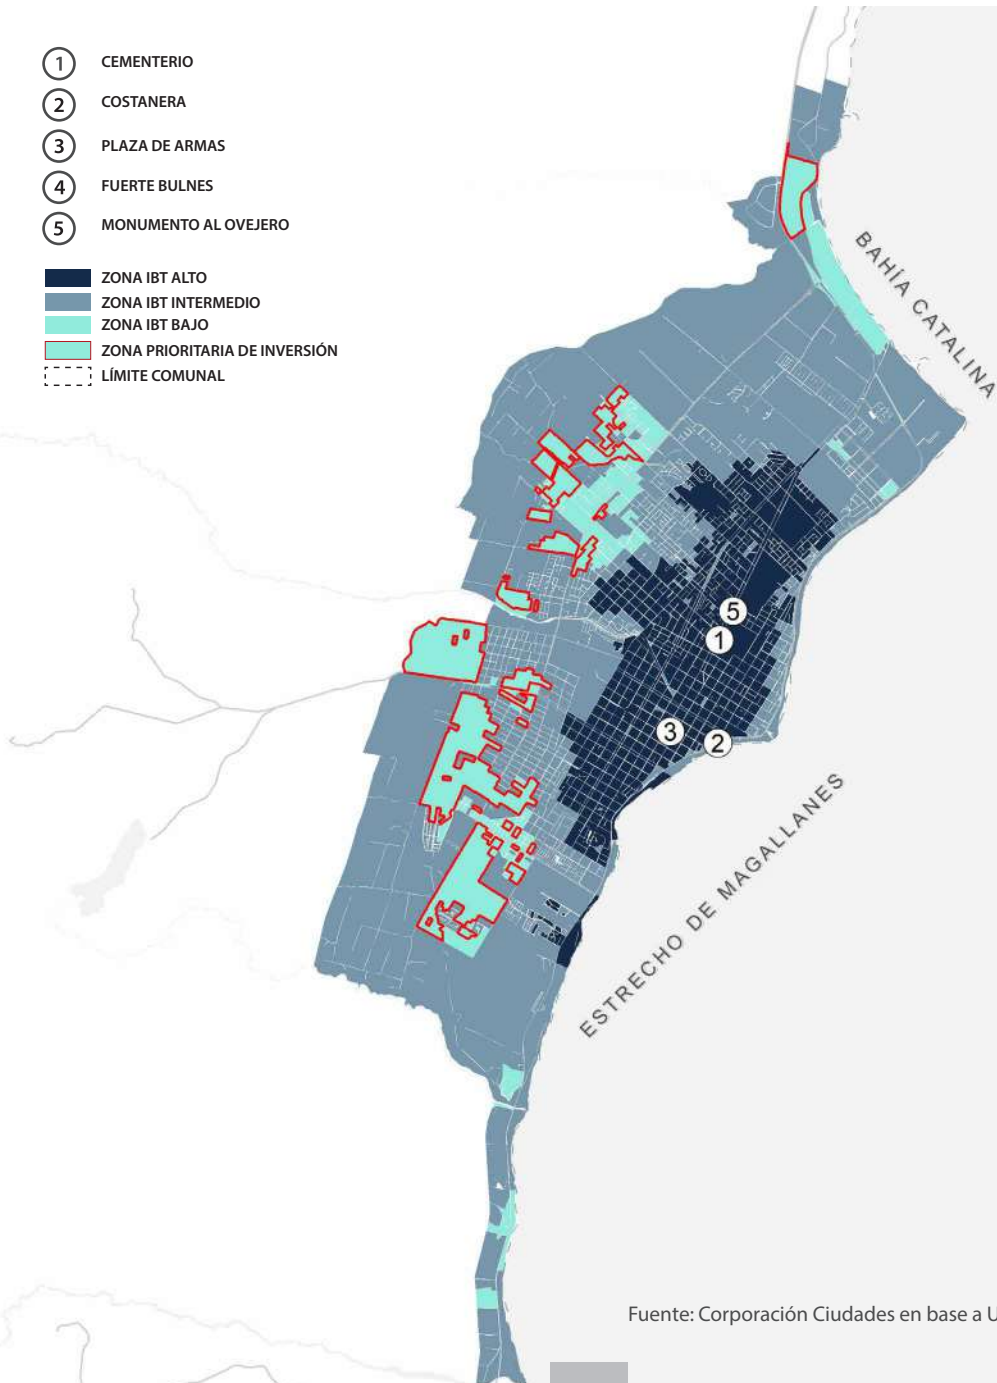 1 CEMENTERIO
2 COSTANERA
3 PLAZA DE ARMAS
4 FUERTE BULNES
5 MONUMENTO AL OVEJERO
ZONA IBT ALTO
ZONA IBT INTERMEDIO
ZONA IBT BAJO
ZONA PRIORITARIA DE INVERSIÓN
LÍMITE COMUNAL
BAHÍA CATALINA
5
1
3
2
ESTRECHO DE MAGALLANES
Fuente: Corporación Ciudades en base a U